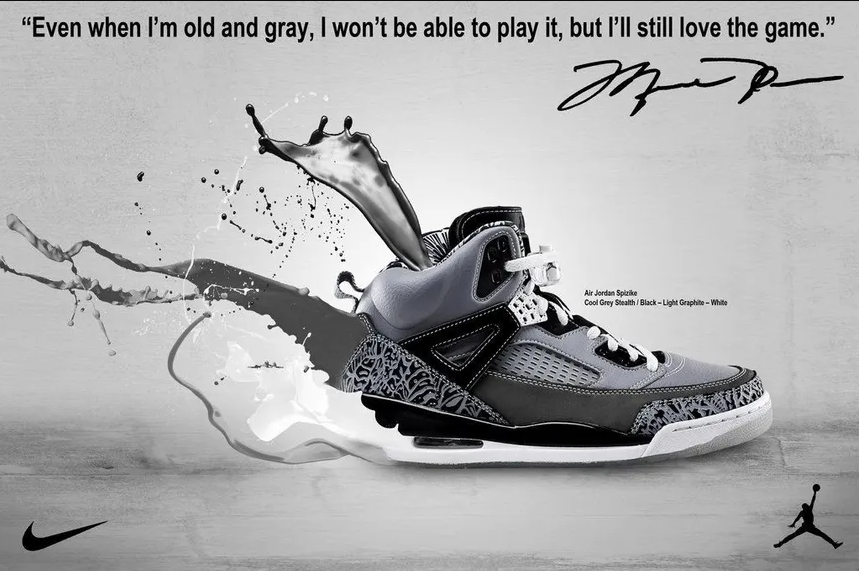 “Even when I’m old and gray, I won’t be able to play it, but I’ll still love the game.”
Air Jordan Spizike
Cool Grey Stealth / Black – Light Graphite – White